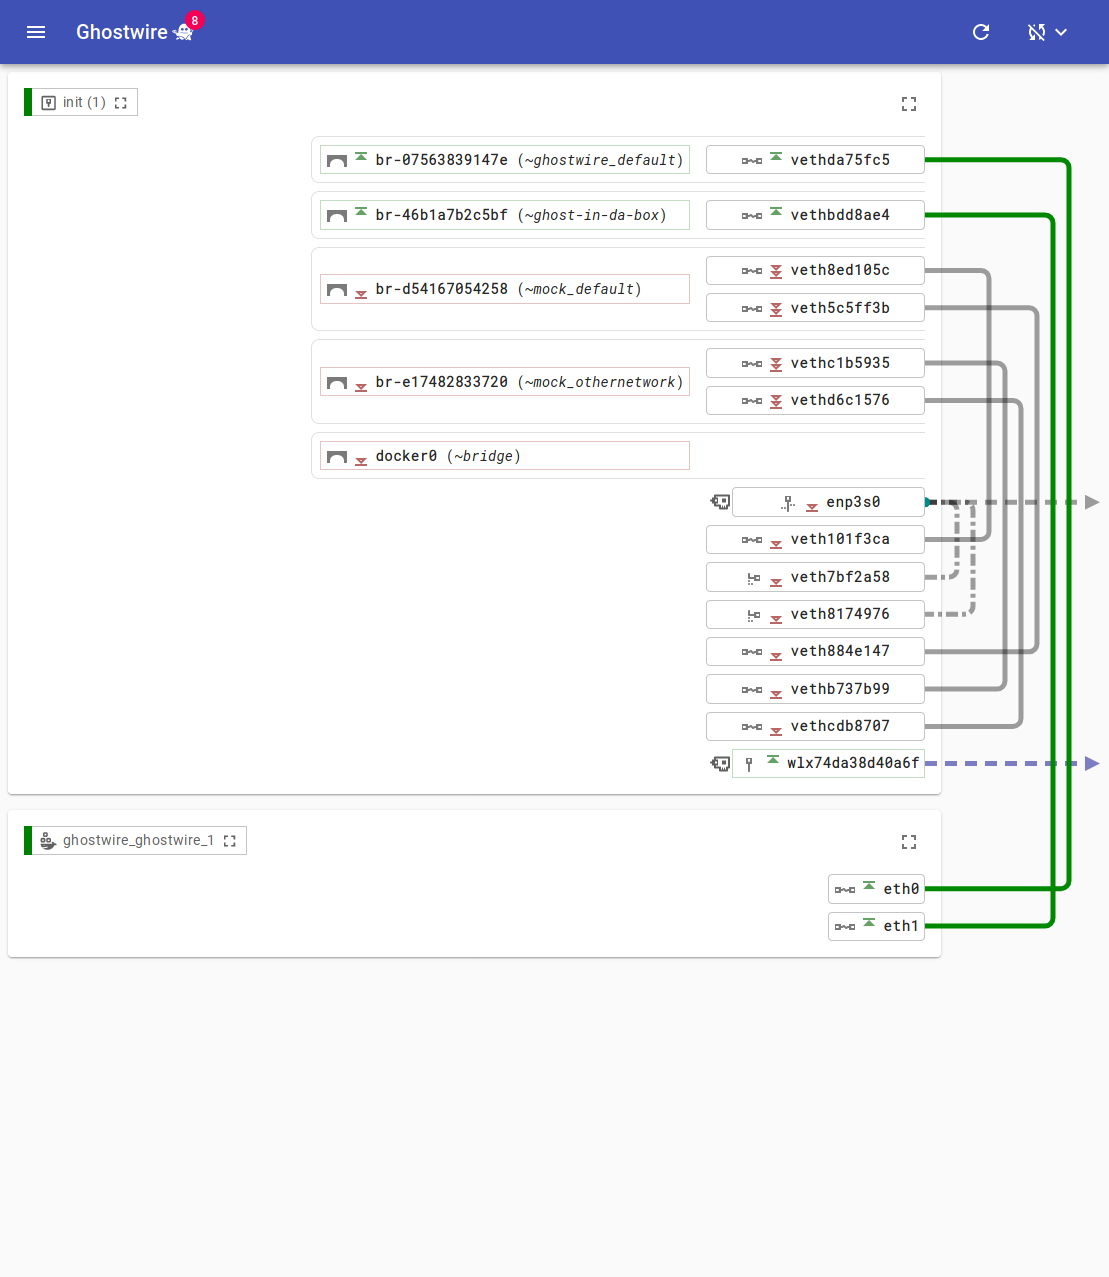 Ghostwire 8
init (1)
br-07563839147e (~ghostwire_default) vethda75fc5
br-46b1a7b2c5bf (~ghost-in-da-box) vethbdd8ae4
veth8ed105c
br-d54167054258 (~mock_default)
veth5c5ff3b
vethc1b5935
br-e17482833720 (~mock_othernetwork)
vethd6c1576
docker0 (~bridge)
enp3s0
veth101f3ca
veth7bf2a58
veth8174976
veth884e147
vethb737b99
vethcdb8707
wlx74da38d40a6f
ghostwire_ghostwire_1
eth0
eth1